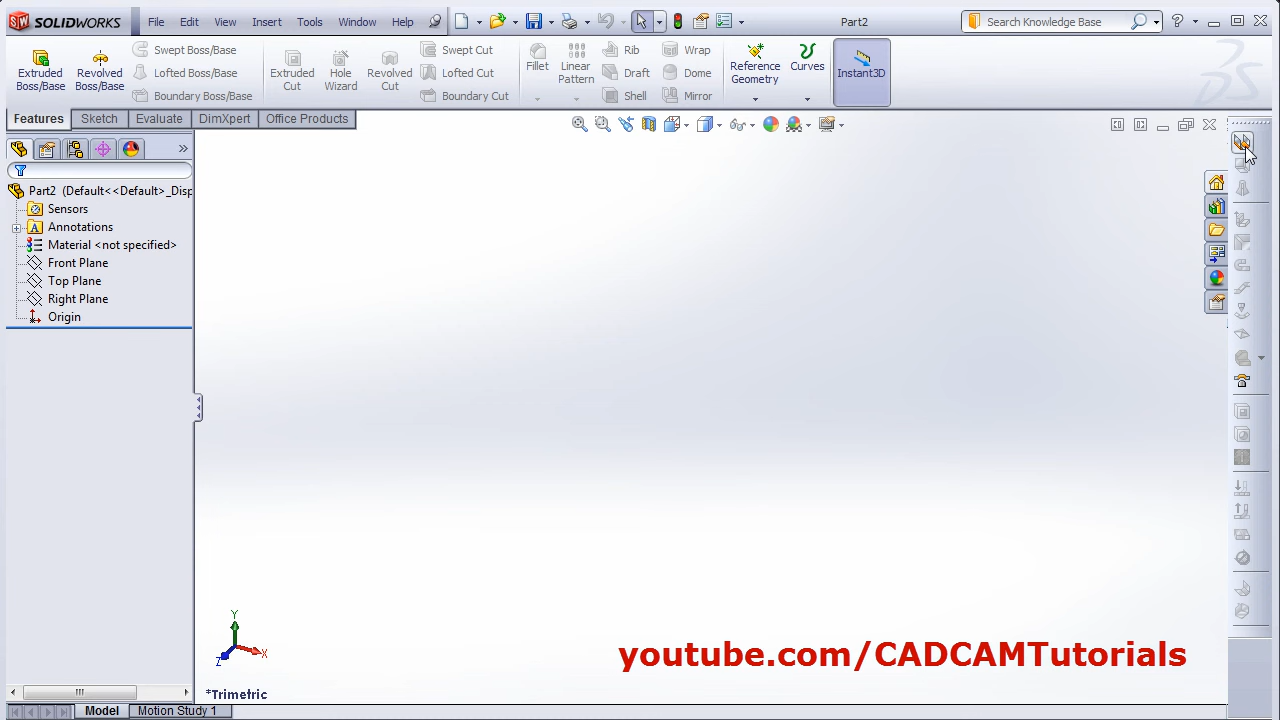 SOLIDWORKS File Edit View Insert Tools Window Help Part2 Search Knowledge Base
Extruded Boss/Base
Revolved Boss/Base
Swept Boss/Base
Lofted Boss/Base
Boundary Boss/Base
Extruded Cut
Hole Wizard
Revolved Cut
Swept Cut
Lofted Cut
Boundary Cut
Fillet
Linear Pattern
Rib
Draft
Shell
Wrap
Dome
Mirror
Reference Geometry
Curves
Instant3D
Features Sketch Evaluate DimXpert Office Products
Part2 (Default<<Default>_Disp
Sensors
Annotations
Material <not specified>
Front Plane
Top Plane
Right Plane
Origin
Y
X
Z
youtube.com/CADCAMTutorials
*Trimetric
Model Motion Study 1